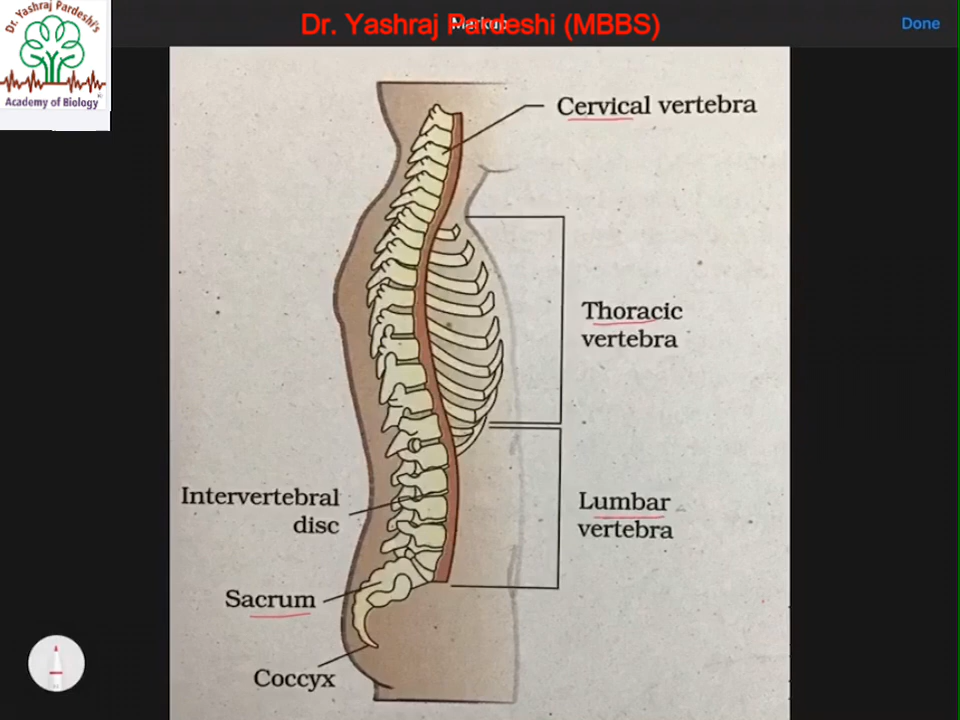 Dr. Yashraj Pardeshi's
Academy of Biology
Dr. Yashraj Pardeshi (MBBS)
Markup
Done
Cervical vertebra
Thoracic
vertebra
Intervertebral
disc
Lumbar
vertebra
Sacrum
Coccyx